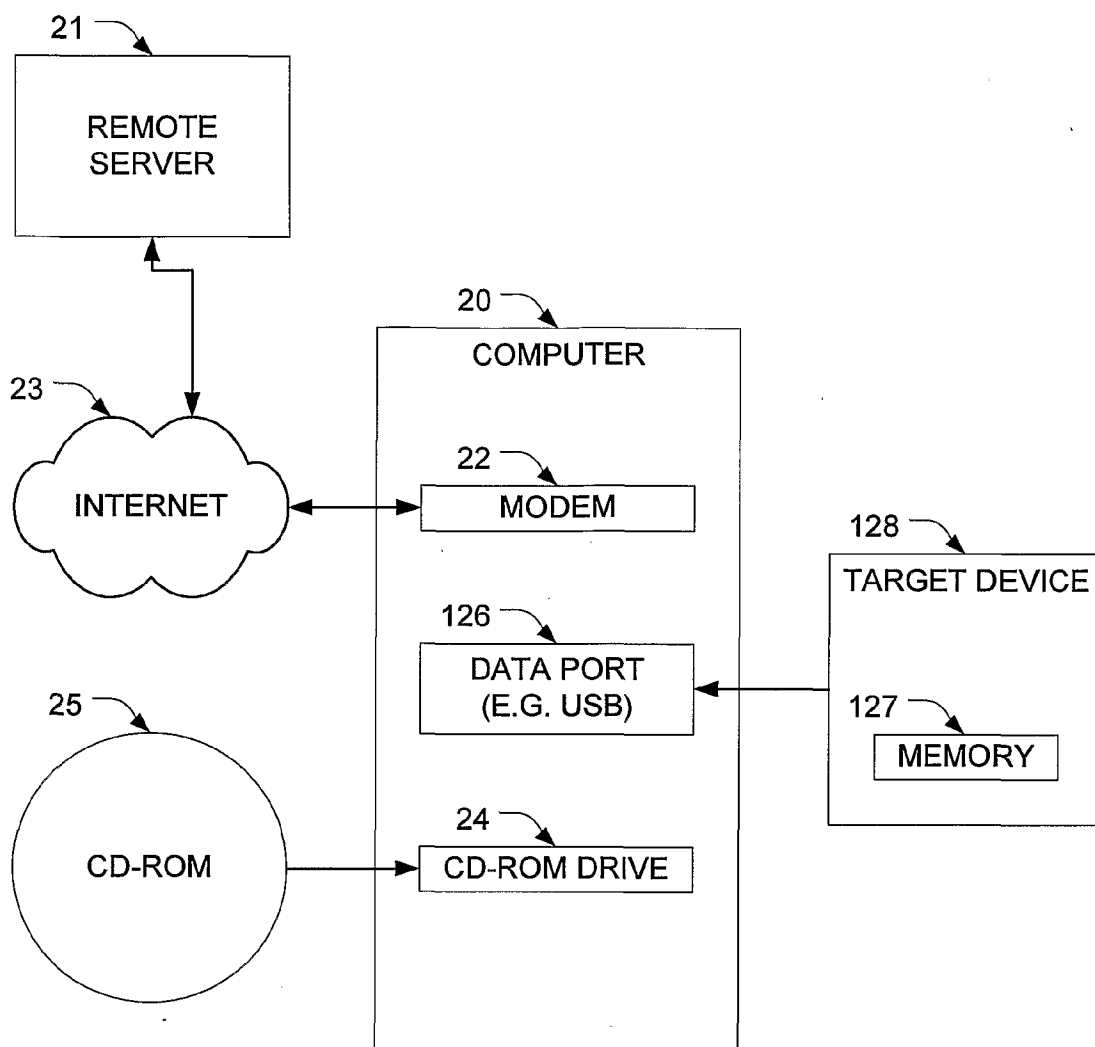 21
REMOTE
SERVER
20
COMPUTER
23
INTERNET
22
MODEM
128
TARGET DEVICE
126
DATA PORT
(E.G. USB)
127
MEMORY
25
CD-ROM
24
CD-ROM DRIVE